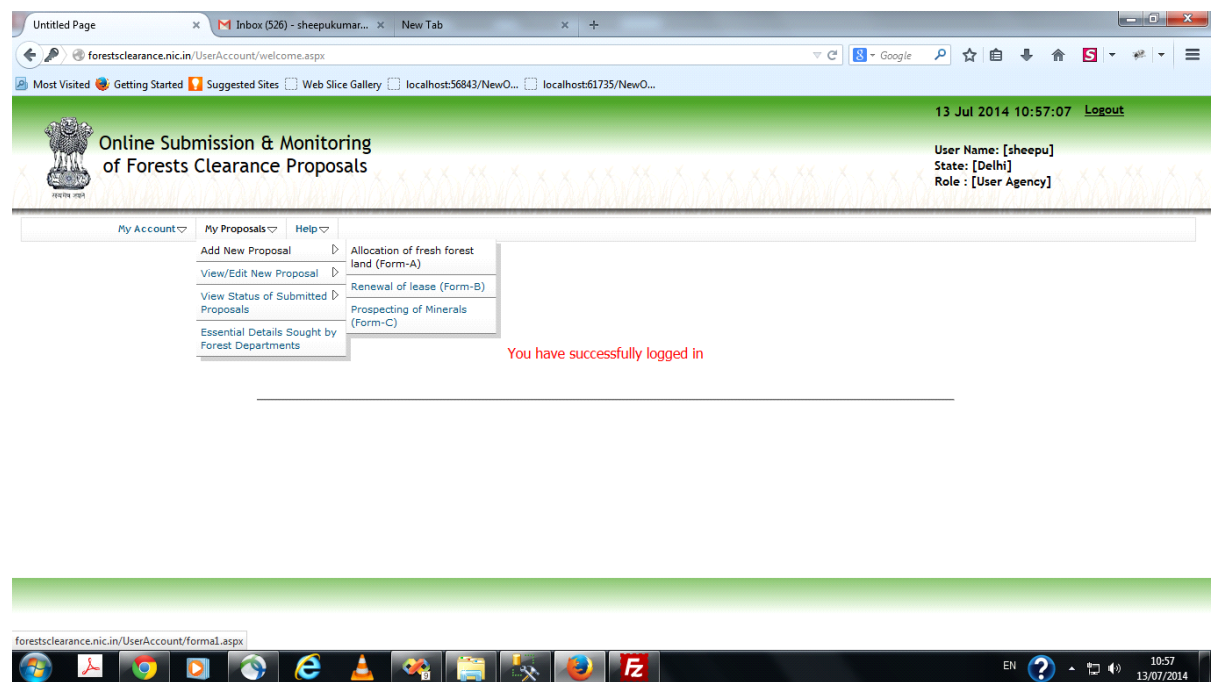 Untitled Page
Inbox (526) - sheepukumar...
New Tab
forestsclearance.nic.in/UserAccount/welcome.aspx
Google
Most Visited Getting Started Suggested Sites Web Slice Gallery localhost:56843/NewO... localhost:61735/NewO...
13 Jul 2014 10:57:07 Logout
Online Submission & Monitoring
of Forests Clearance Proposals
सत्यमेव जयते
User Name: [sheepu]
State: [Delhi]
Role : [User Agency]
My Account My Proposals Help
Add New Proposal
View/Edit New Proposal
View Status of Submitted
Proposals
Essential Details Sought by
Forest Departments
Allocation of fresh forest
land (Form-A)
Renewal of lease (Form-B)
Prospecting of Minerals
(Form-C)
You have successfully logged in
forestsclearance.nic.in/UserAccount/forma1.aspx
EN
10:57
13/07/2014